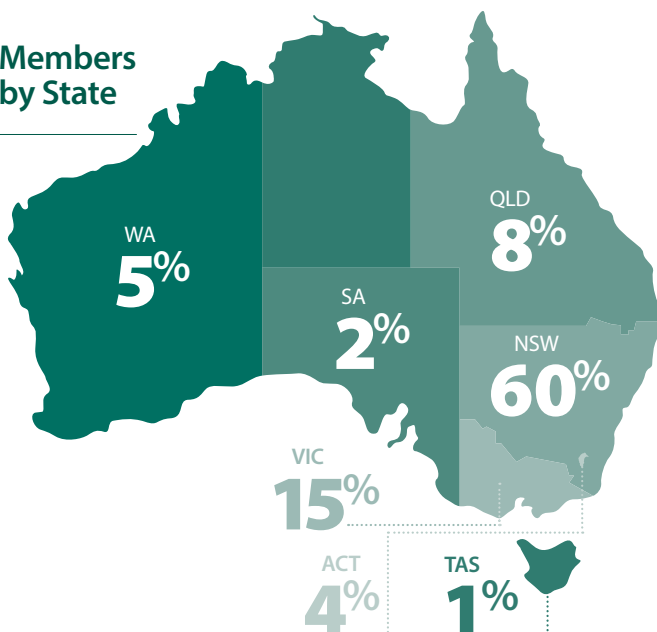 Members
by State
WA
5%
QLD
8%
SA
2%
NSW
60%
VIC
15%
ACT
4%
TAS
1%